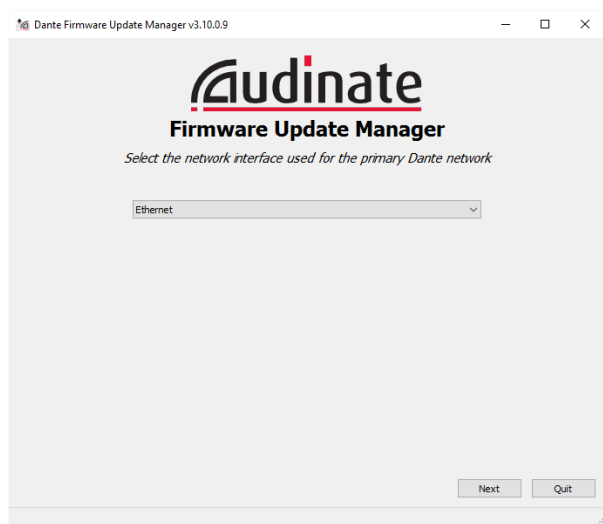 Dante Firmware Update Manager v3.10.0.9
Audinate
Firmware Update Manager
Select the network interface used for the primary Dante network
Ethernet
Next Quit